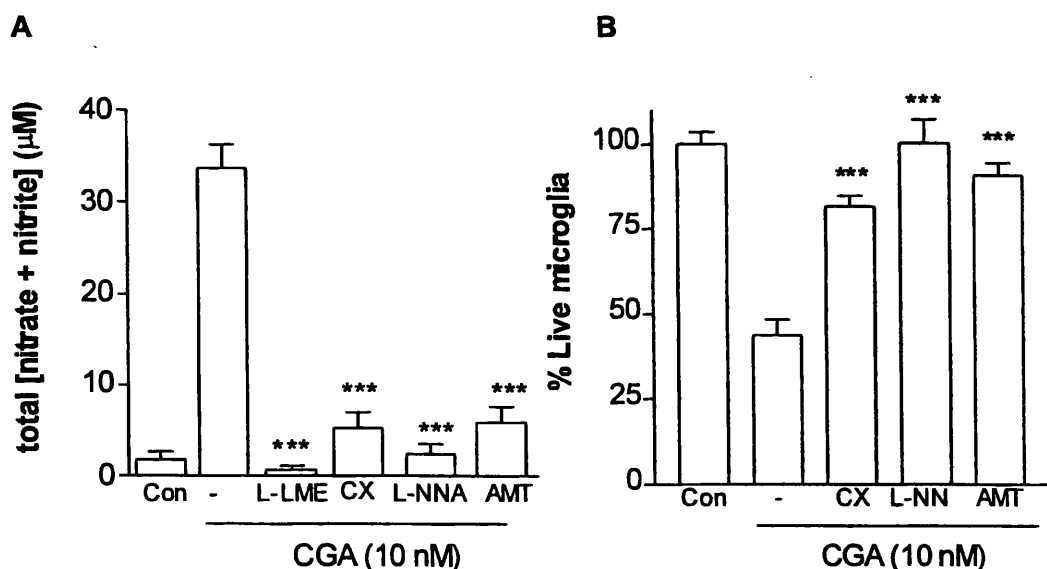 A
B
total [nitrate + nitrite] (µM)
40
30
20
10
0
***
***
***
***
Con
-
L-LME
CX
L-NNA
AMT
CGA (10 nM)
% Live microglia
100
75
50
25
0
***
***
***
Con
-
CX
L-NN
AMT
CGA (10 nM)